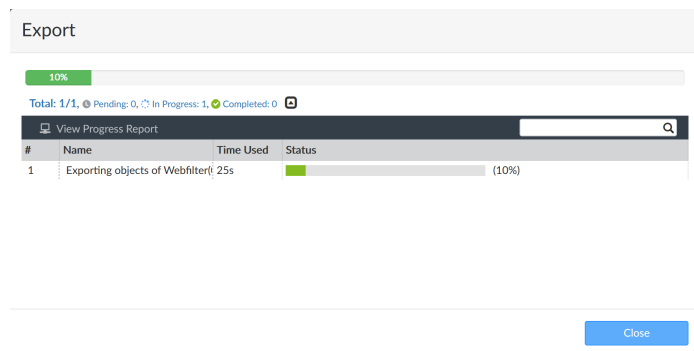 Export
10%
Total: 1/1, Pending: 0, In Progress: 1, Completed: 0
View Progress Report
# Name Time Used Status
1 Exporting objects of Webfilter( 25s (10%)
Close